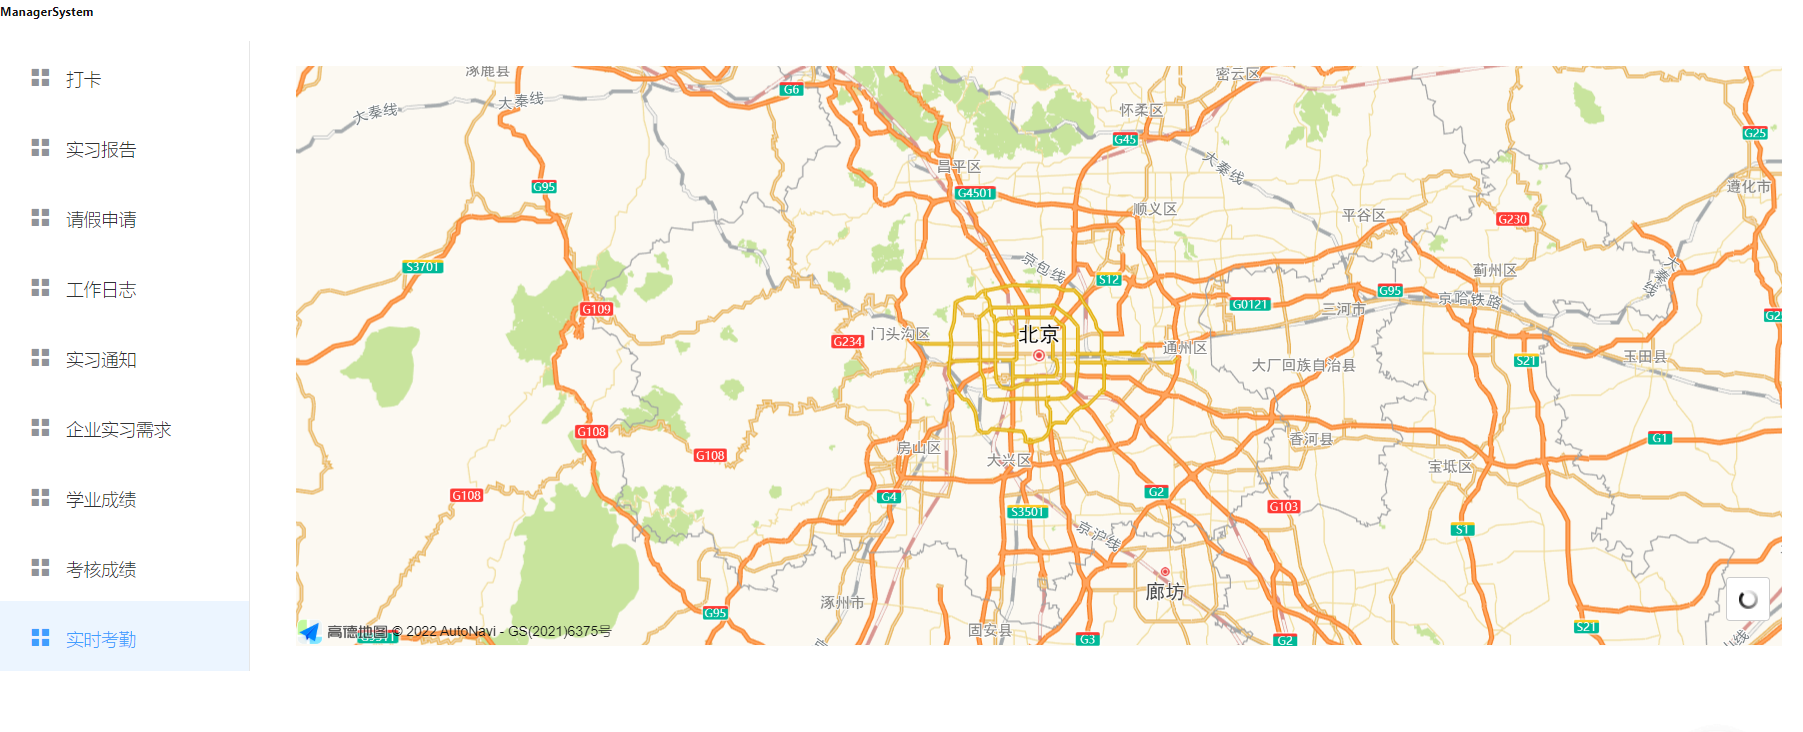 ManagerSystem
打卡
实习报告
请假申请
工作日志
实习通知
企业实习需求
学业成绩
考核成绩
实时考勤
涿鹿县
密云区
G6
大秦线
大秦线
怀柔区
G25
G45
大秦线
昌平区
G95
G4501
遵化市
顺义区
平谷区
G230
S3701
京包线
S12
蓟州区
大秦线
G95
京哈铁路
G109
G0121
三河市
门头沟区
北京
G234
通州区
玉田县
大厂回族自治县
S21
G108
香河县
G1
房山区
G108
大兴区
宝坻区
G108
G4
G2
G103
S3501
京沪线
S1
廊坊
涿州市
G95
固安县
S21
G3
G2
高德地图 © 2022 AutoNavi - GS(2021)6375号